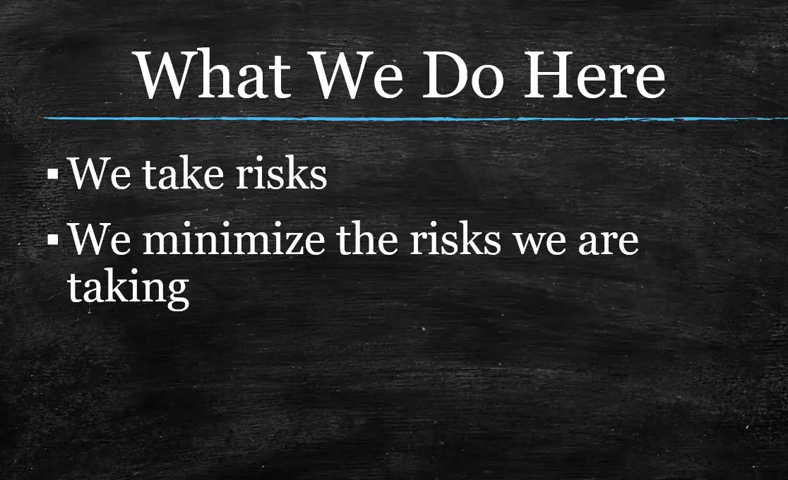 What We Do Here
▪ We take risks
▪ We minimize the risks we are
taking